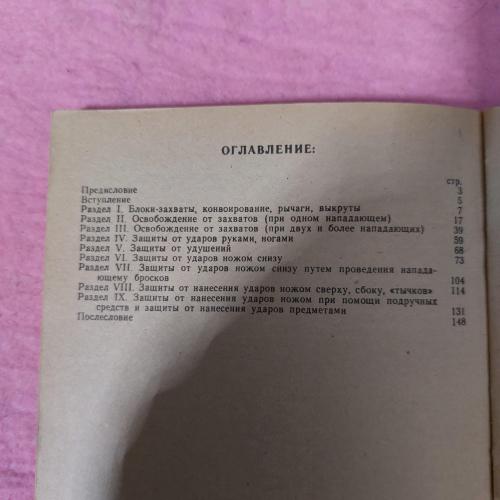 ОГЛАВЛЕНИЕ:
стр.
Предисловие 3
Вступление 5
Раздел I. Блоки-захваты, конвоирование, рычаги, выкруты 7
Раздел II. Освобождение от захватов (при одном нападающем) 17
Раздел III. Освобождение от захватов (при двух и более нападающих) 39
Раздел IV. Защиты от ударов руками, ногами 59
Раздел V. Защиты от удушений 68
Раздел VI. Защиты от ударов ножом снизу 73
Раздел VII. Защиты от ударов ножом снизу путем проведения напада-
ющему бросков 104
Раздел VIII. Защиты от нанесения ударов ножом сверху, сбоку, «тычков» 114
Раздел IX. Защиты от нанесения ударов ножом при помощи подручных
средств и защиты от нанесения ударов предметами 131
Послесловие 148